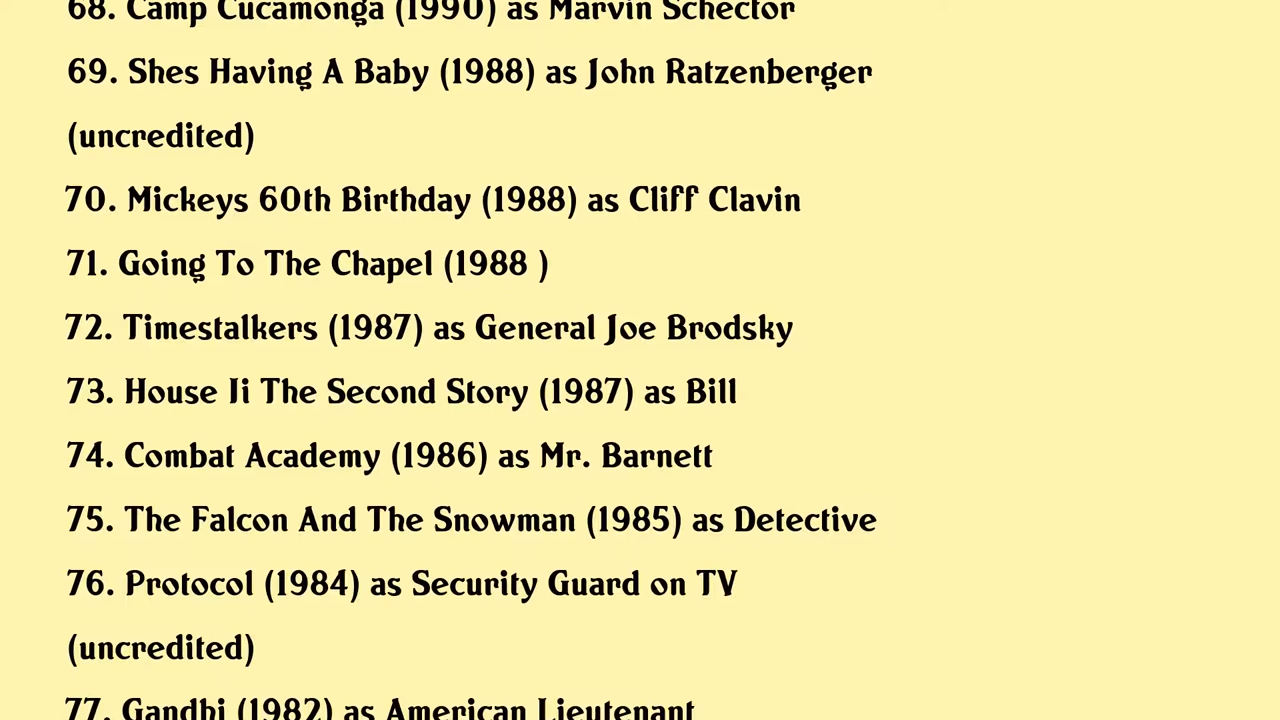 68. Camp Cucamonga (1990) as Marvin Schector
69. Shes Having A Baby (1988) as John Ratzenberger
(uncredited)
70. Mickeys 60th Birthday (1988) as Cliff Clavin
71. Going To The Chapel (1988 )
72. Timestalkers (1987) as General Joe Brodsky
73. House Ii The Second Story (1987) as Bill
74. Combat Academy (1986) as Mr. Barnett
75. The Falcon And The Snowman (1985) as Detective
76. Protocol (1984) as Security Guard on TV
(uncredited)
77. Gandhi (1982) as American Lieutenant